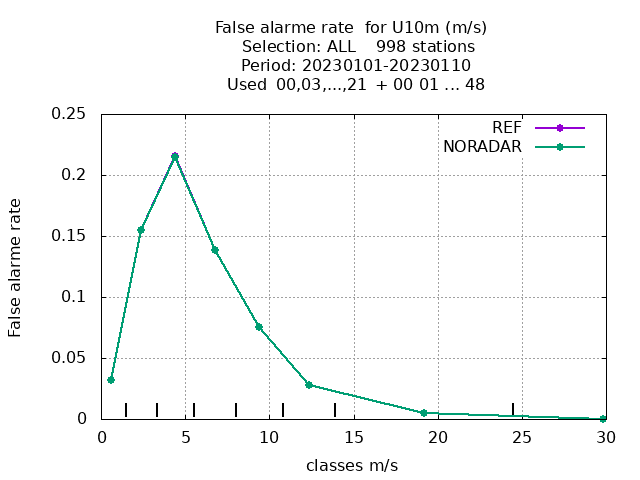 False alarme rate  for U10m (m/s)
Selection: ALL    998 stations
Period: 20230101-20230110
Used  00,03,...,21  + 00 01 ... 48
0.25
REF
NORADAR
0.2
0.15
0.1
0.05
0
False alarme rate
0 5 10 15 20 25 30
classes m/s